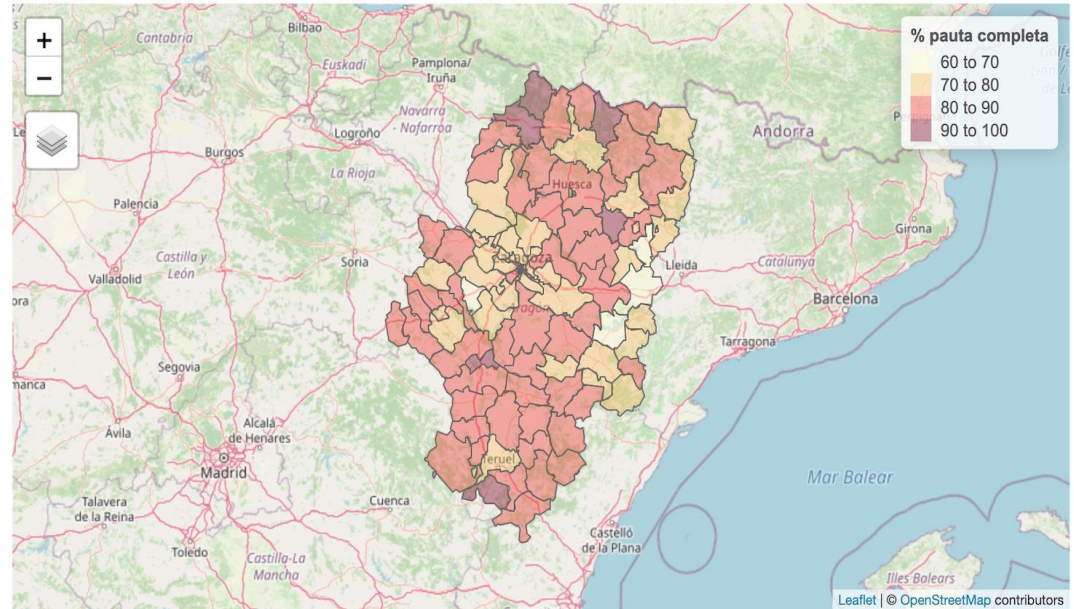 +
−
% pauta completa
60 to 70
70 to 80
80 to 90
90 to 100
Bilbao
Cantabria
Euskadi
Pamplona/
Iruña
Navarra
- Nafarroa
Logroño
Andorra
Burgos
La Rioja
Huesca
Palencia
Girona
Castilla y
León
Soria
Valladolid
Lleida
Catalunya
Barcelona
Tarragona
Segovia
Alcalá
de Henares
Ávila
Madrid
Teruel
Mar Balear
Talavera
de la Reina
Cuenca
Castelló
de la Plana
Toledo
Castilla-La
Mancha
Illes Balears
Leaflet | © OpenStreetMap contributors